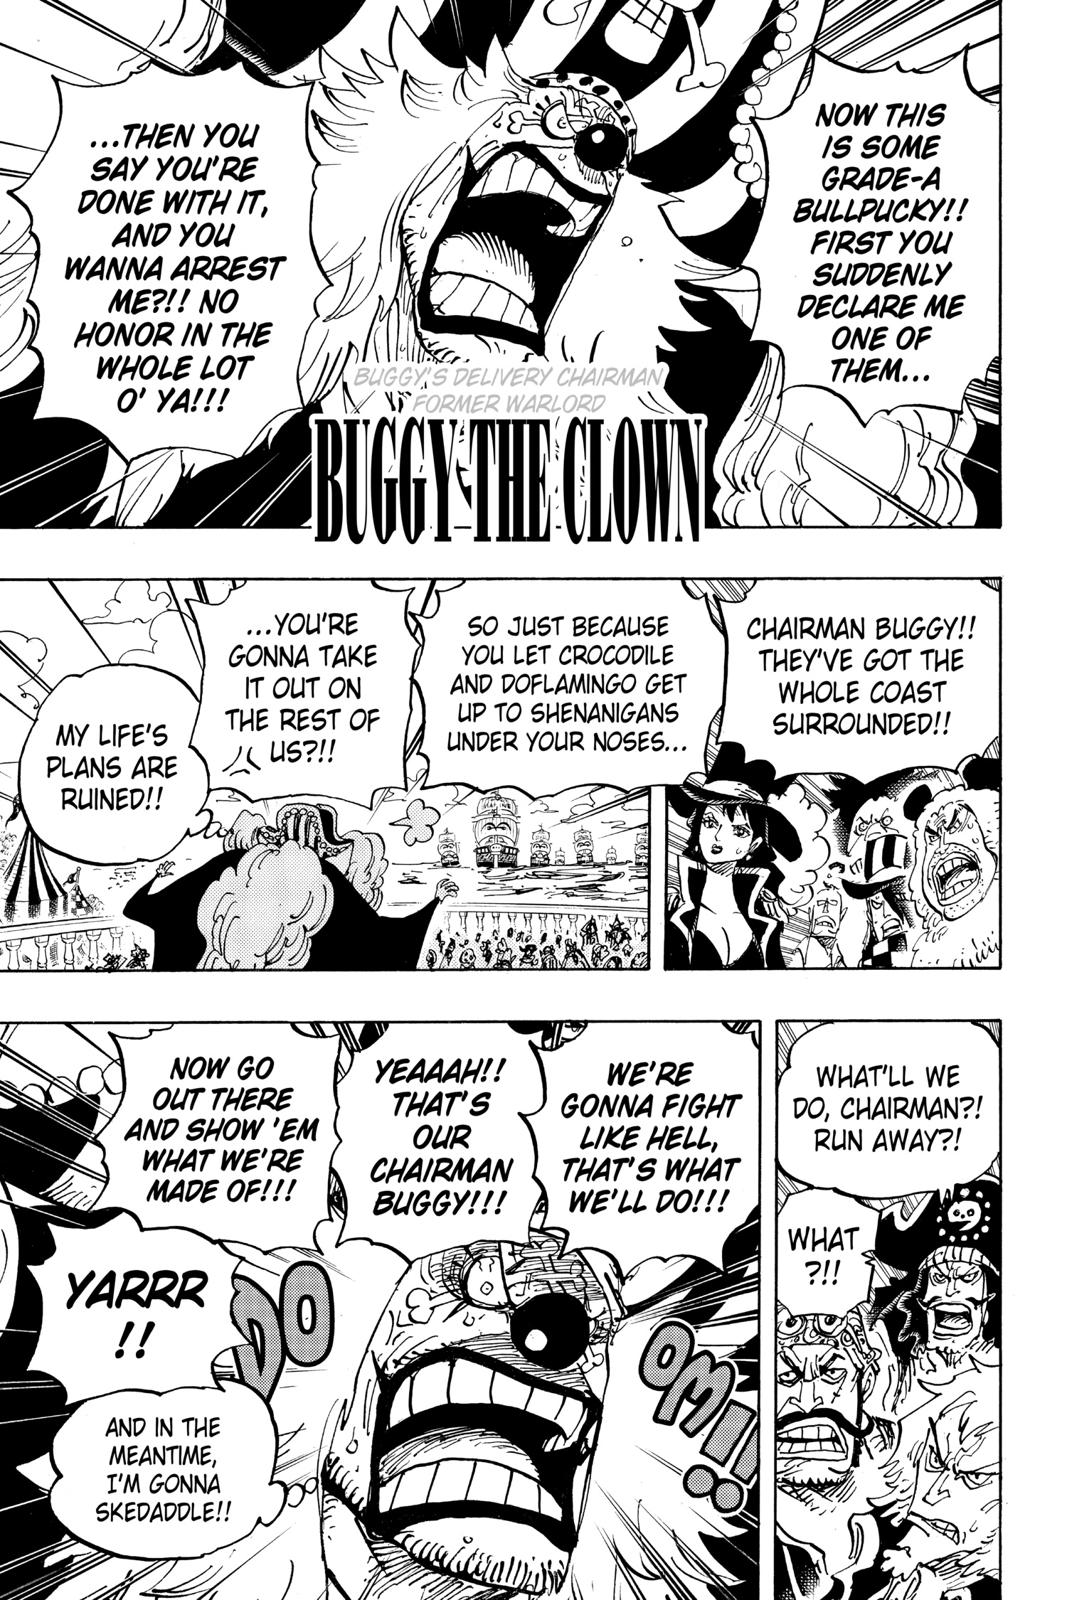 NOW THIS
IS SOME
GRADE-A
BULLPUCKY!!
FIRST YOU
SUDDENLY
DECLARE ME
ONE OF
THEM...
...THEN YOU
SAY YOU'RE
DONE WITH IT,
AND YOU
WANNA ARREST
ME?!! NO
HONOR IN THE
WHOLE LOT
O' YA!!!
BUGGY'S DELIVERY CHAIRMAN
FORMER WARLORD
BUGGY THE CLOWN
CHAIRMAN BUGGY!!
THEY'VE GOT THE
WHOLE COAST
SURROUNDED!!
SO JUST BECAUSE
YOU LET CROCODILE
AND DOFLAMINGO GET
UP TO SHENANIGANS
UNDER YOUR NOSES...
...YOU'RE
GONNA TAKE
IT OUT ON
THE REST OF
US?!!
MY LIFE'S
PLANS ARE
RUINED!!
WHAT'LL WE
DO, CHAIRMAN?!
RUN AWAY?!
WHAT
?!!
WE'RE
GONNA FIGHT
LIKE HELL,
THAT'S WHAT
WE'LL DO!!!
YEAAAH!!
THAT'S
OUR
CHAIRMAN
BUGGY!!!
NOW GO
OUT THERE
AND SHOW 'EM
WHAT WE'RE
MADE OF!!!
YARRR
!!
DO
OM!!
AND IN THE
MEANTIME,
I'M GONNA
SKEDADDLE!!